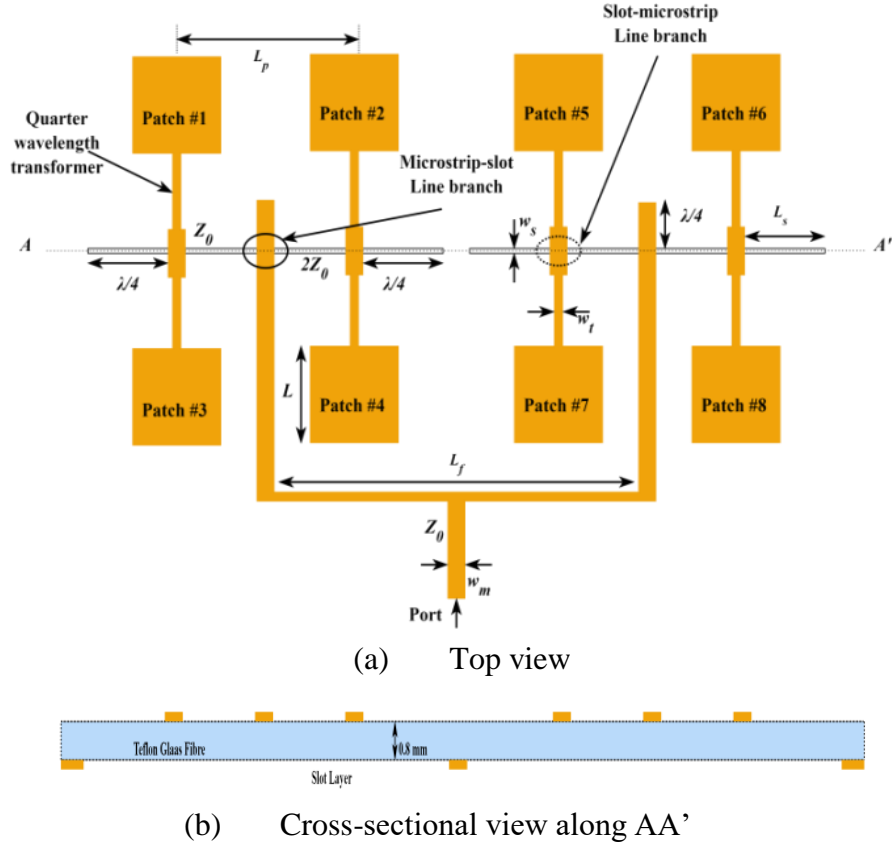 Slot-microstrip
Line branch
L_p
Patch #1
Patch #2
Patch #5
Patch #6
Quarter
wavelength
transformer
Microstrip-slot
Line branch
Z_0
w_s
λ/4
L_s
A
A'
λ/4
2Z_0
λ/4
w_t
L
Patch #3
Patch #4
Patch #7
Patch #8
L_f
Z_0
w_m
Port
(a) Top view
Teflon Glaas Fibre
0.8 mm
Slot Layer
(b) Cross-sectional view along AA’